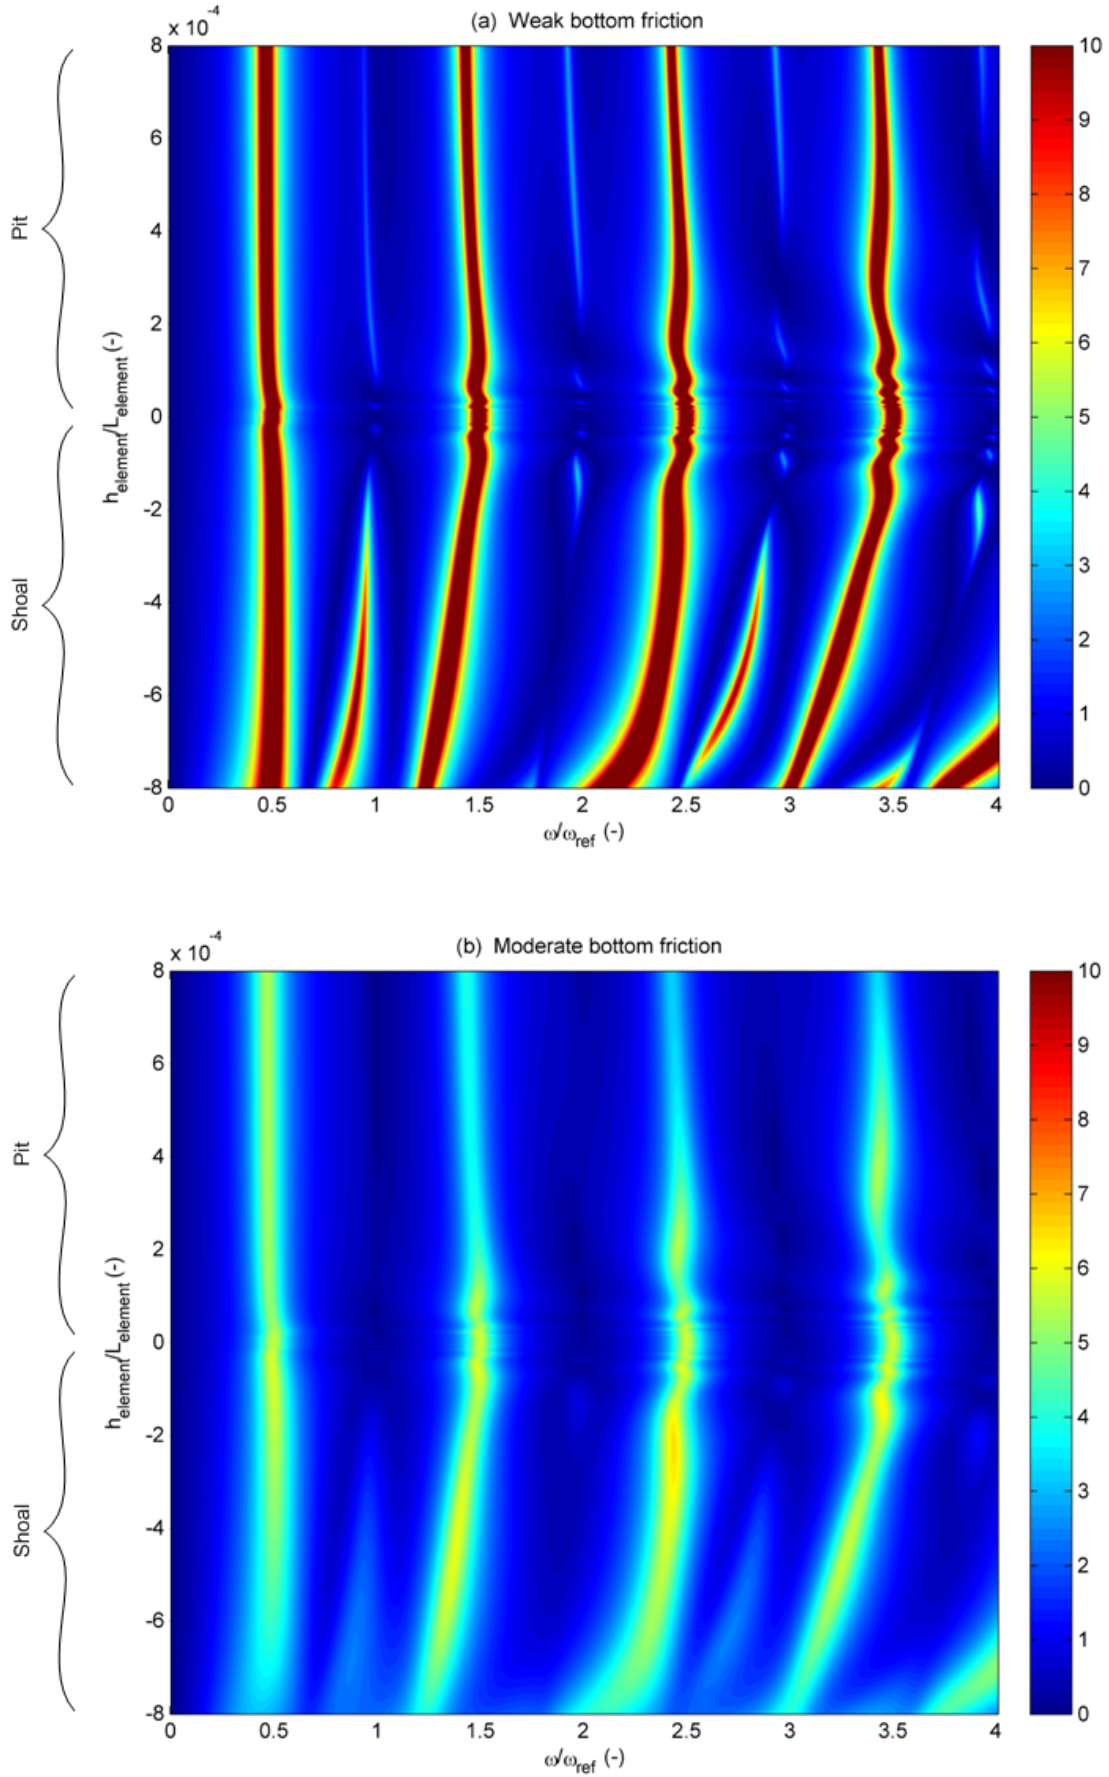 (a) Weak bottom friction
x 10^-4
8
6
4
2
0
-2
-4
-6
-8
Pit
Shoal
h_element/L_element (-)
0 0.5 1 1.5 2 2.5 3 3.5 4
ω/ω_ref (-)
10
9
8
7
6
5
4
3
2
1
0
(b) Moderate bottom friction
x 10^-4
8
6
4
2
0
-2
-4
-6
-8
Pit
Shoal
h_element/L_element (-)
0 0.5 1 1.5 2 2.5 3 3.5 4
ω/ω_ref (-)
10
9
8
7
6
5
4
3
2
1
0